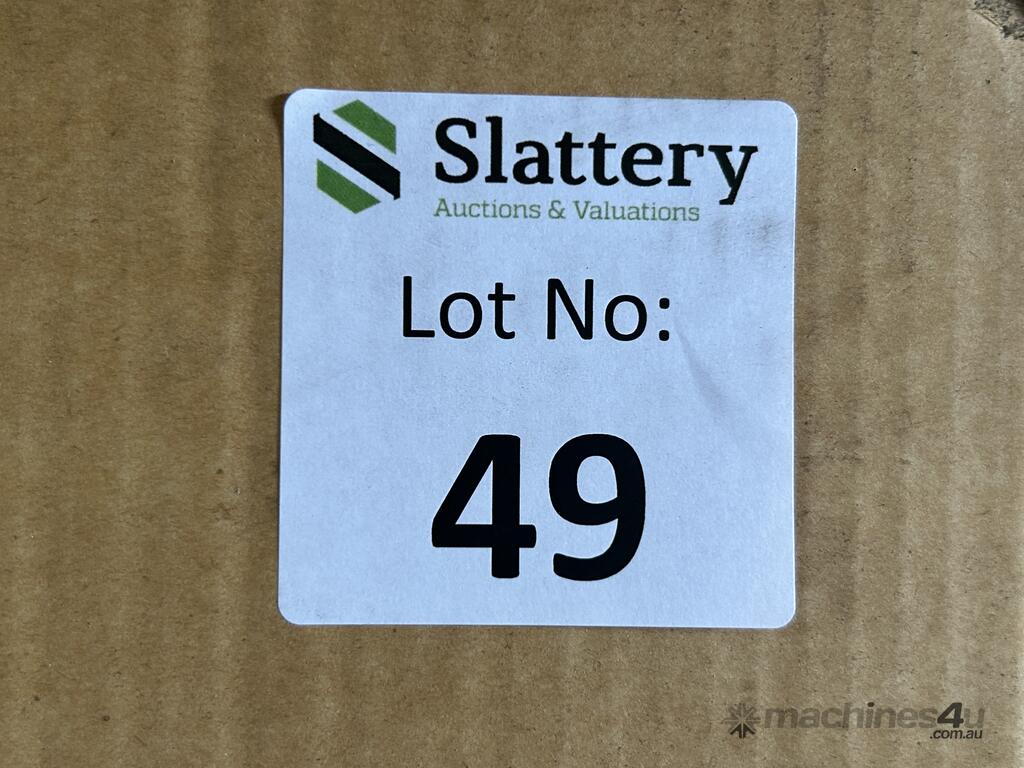 Slattery
Auctions & Valuations
Lot No:
49
machines4u
.com.au